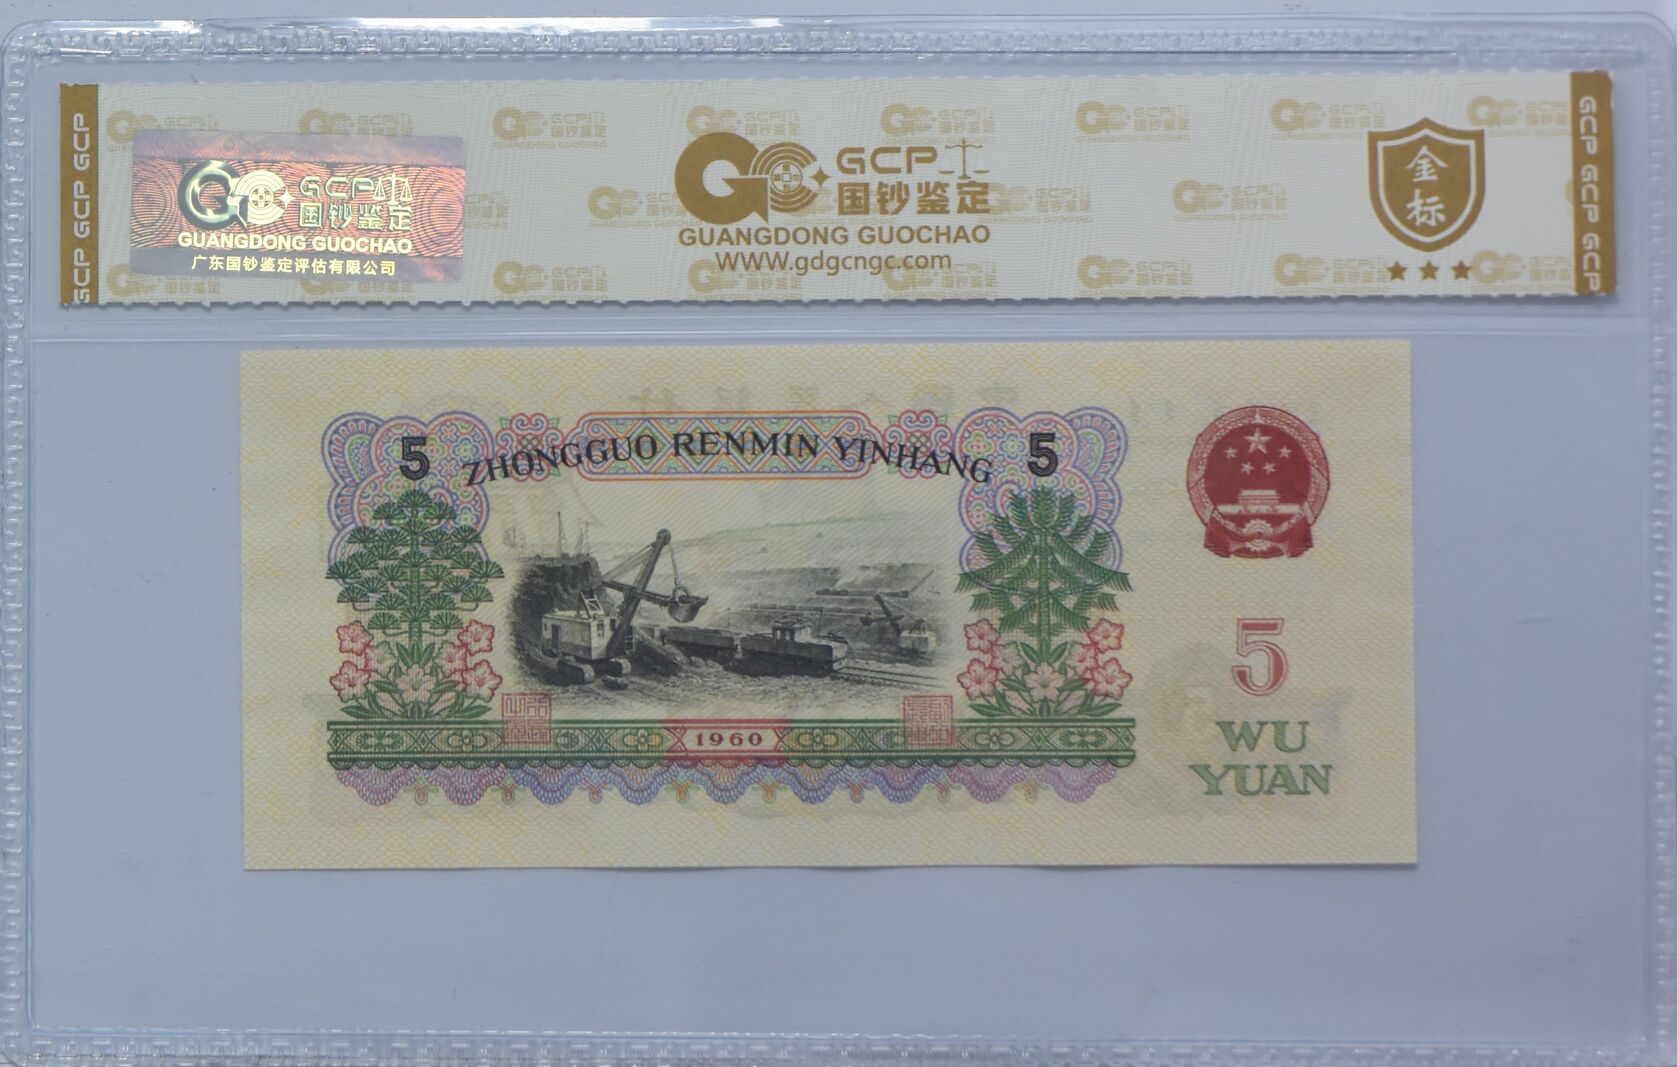 GCP GCP GCP
GCP
国钞鉴定
GUANGDONG GUOCHAO
广东国钞鉴定评估有限公司
GCP
国钞鉴定
GUANGDONG GUOCHAO
www.gdgcngc.com
金标
GCP GCP GCP
5
ZHONGGUO RENMIN YINHANG
5
1960
5
WU
YUAN